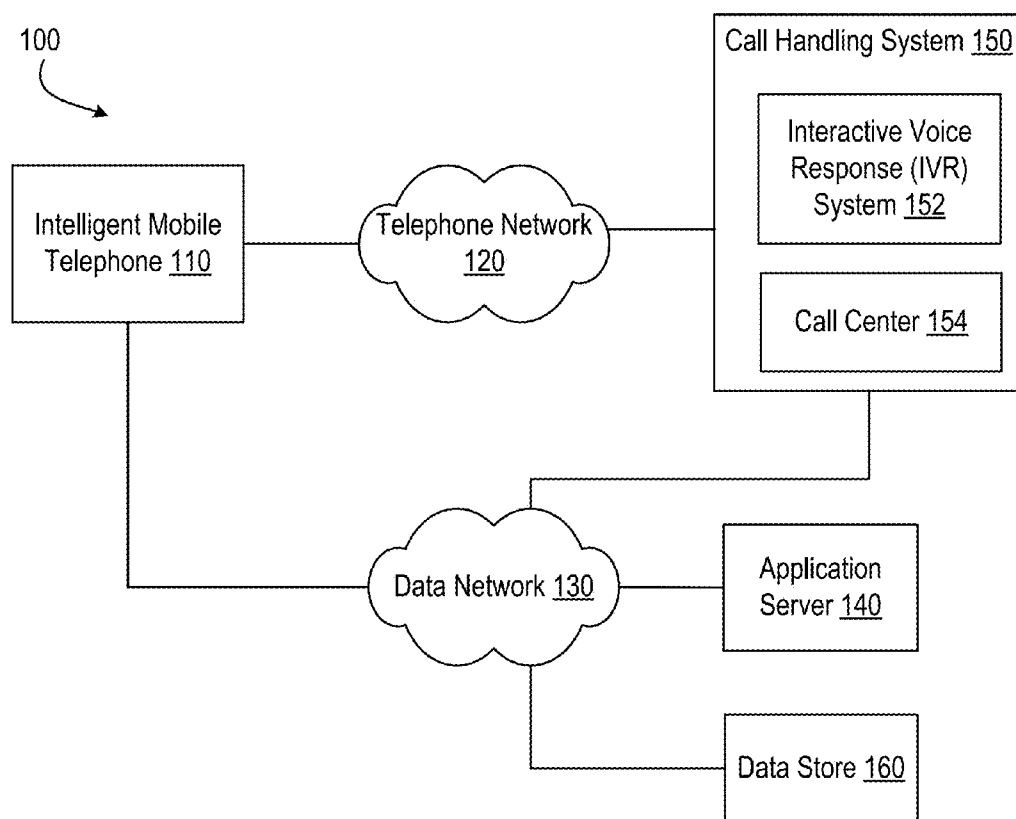 100
Call Handling System 150
Interactive Voice
Response (IVR)
System 152
Intelligent Mobile
Telephone 110
Telephone Network
120
Call Center 154
Data Network 130
Application
Server 140
Data Store 160